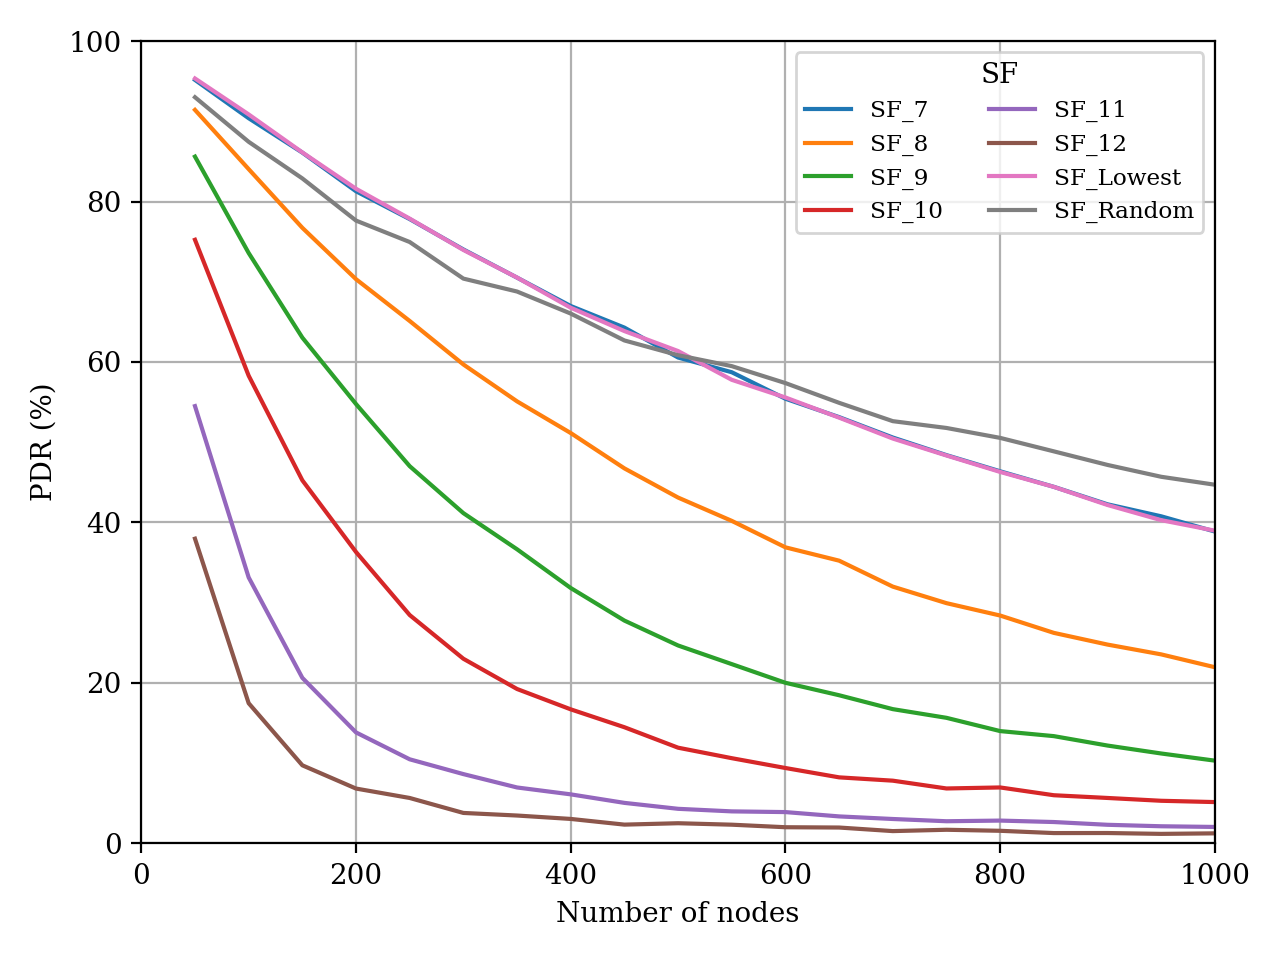 SF
SF_7
SF_8
SF_9
SF_10
SF_11
SF_12
SF_Lowest
SF_Random
PDR (%)
100
80
60
40
20
0
0 200 400 600 800 1000
Number of nodes